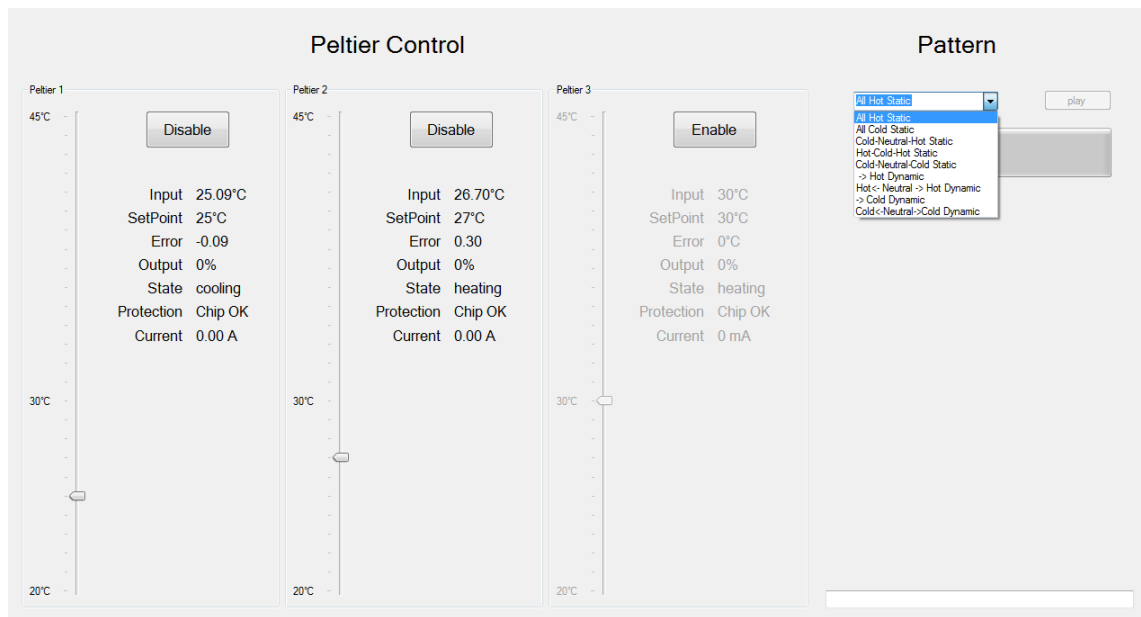 Peltier Control
Pattern
Peltier 1
45°C
Disable
Input 25.09°C
SetPoint 25°C
Error -0.09
Output 0%
State cooling
Protection Chip OK
Current 0.00 A
30°C
20°C
Peltier 2
45°C
Disable
Input 26.70°C
SetPoint 27°C
Error 0.30
Output 0%
State heating
Protection Chip OK
Current 0.00 A
30°C
20°C
Peltier 3
45°C
Enable
Input 30°C
SetPoint 30°C
Error 0°C
Output 0%
State heating
Protection Chip OK
Current 0 mA
30°C
20°C
All Hot Static
play
All Hot Static
All Cold Static
Cold-Neutral-Hot Static
Hot-Cold-Hot Static
Cold-Neutral-Cold Static
-> Hot Dynamic
Hot<- Neutral -> Hot Dynamic
-> Cold Dynamic
Cold<-Neutral->Cold Dynamic